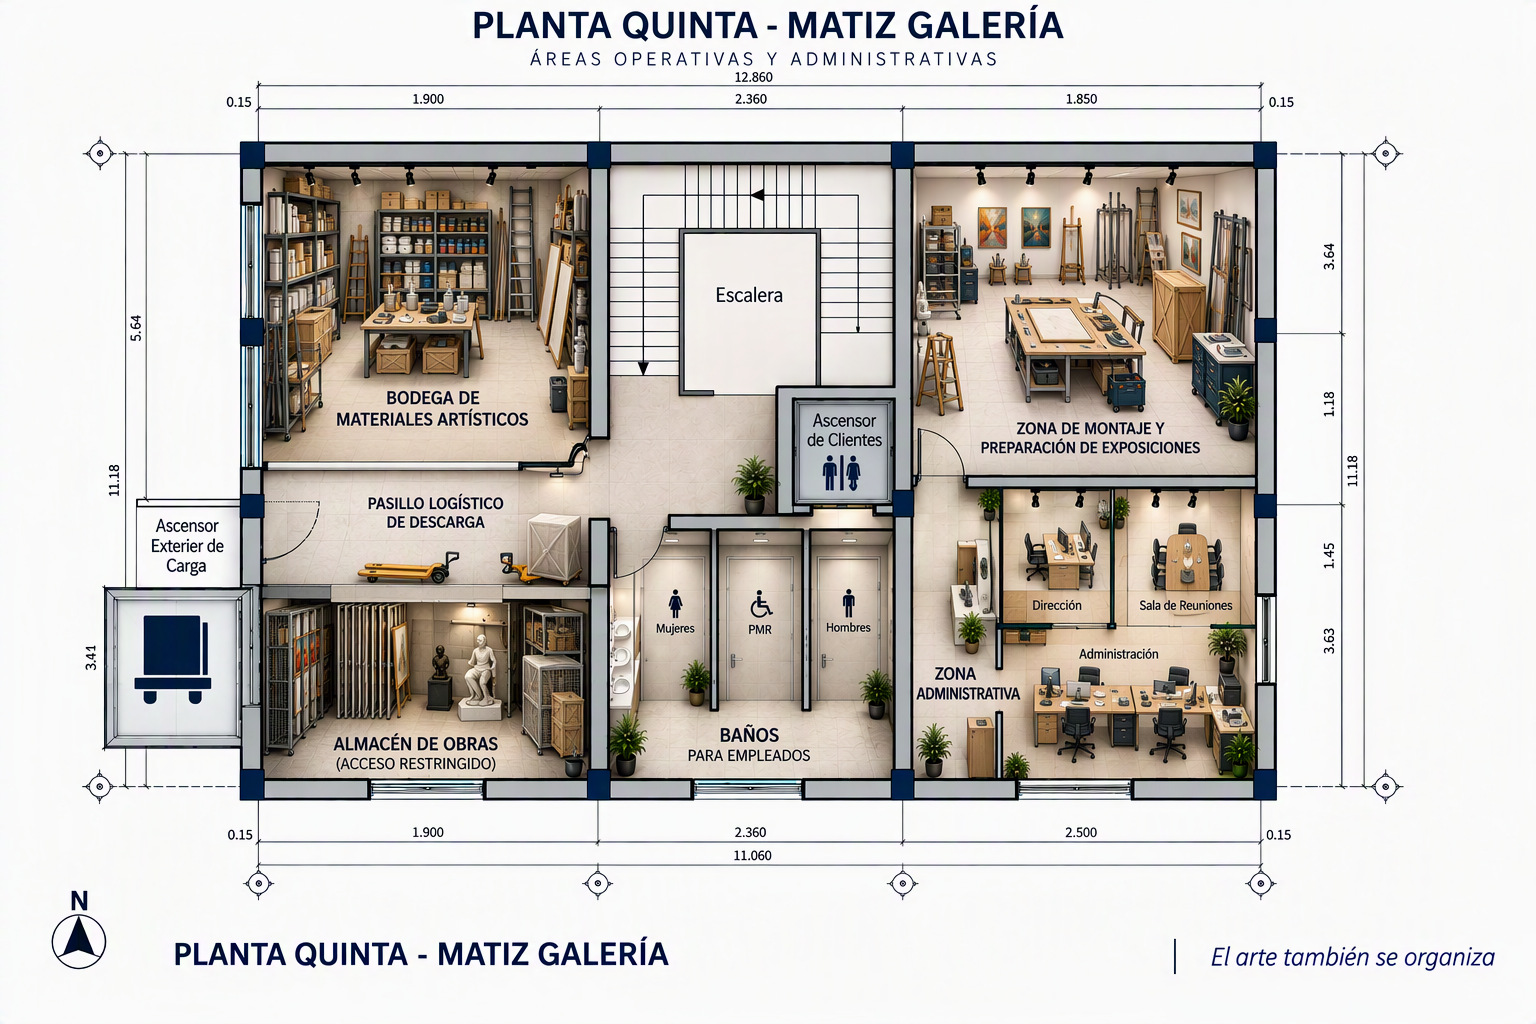 PLANTA QUINTA - MATIZ GALERÍA
ÁREAS OPERATIVAS Y ADMINISTRATIVAS
12.860
0.15
1.900
2.360
1.850
0.15
5.64
11.18
3.41
3.64
1.18
11.18
1.45
3.63
Escalera
BODEGA DE
MATERIALES ARTÍSTICOS
Ascensor
de Clientes
ZONA DE MONTAJE Y
PREPARACIÓN DE EXPOSICIONES
PASILLO LOGÍSTICO
DE DESCARGA
Ascensor
Exterier de
Carga
Mujeres
PMR
Hombres
Dirección
Sala de Reuniones
Administración
ZONA
ADMINISTRATIVA
ALMACÉN DE OBRAS
(ACCESO RESTRINGIDO)
BAÑOS
PARA EMPLEADOS
0.15
1.900
2.360
2.500
0.15
11.060
N
PLANTA QUINTA - MATIZ GALERÍA
El arte también se organiza